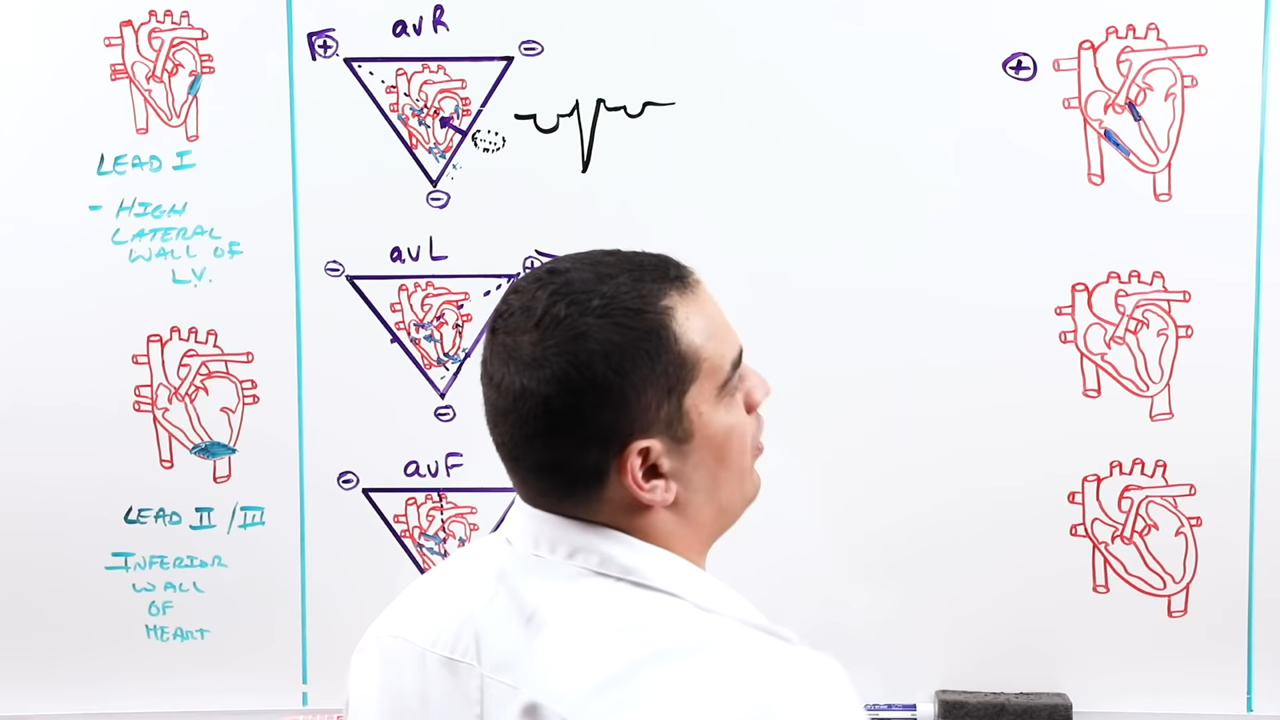 LEAD I
- HIGH
LATERAL
WALL OF
L.V.
LEAD II/III
INFERIOR
WALL
OF
HEART
avR
+
-
-
avL
-
+
-
avF
-
+